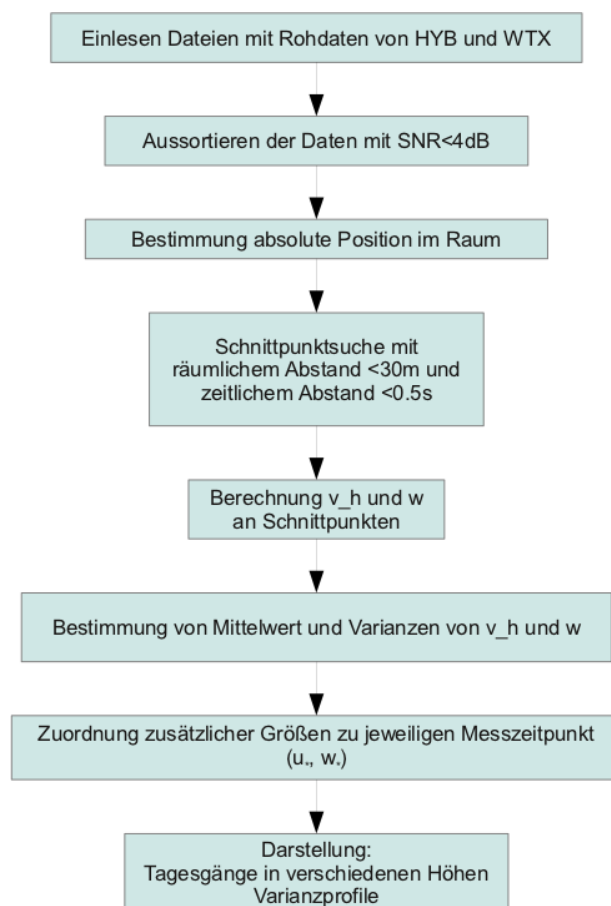 Einlesen Dateien mit Rohdaten von HYB und WTX
Aussortieren der Daten mit SNR<4dB
Bestimmung absolute Position im Raum
Schnittpunktsuche mit
räumlichem Abstand <30m und
zeitlichem Abstand <0.5s
Berechnung v_h und w
an Schnittpunkten
Bestimmung von Mittelwert und Varianzen von v_h und w
Zuordnung zusätzlicher Größen zu jeweiligen Messzeitpunkt
(u*, w*)
Darstellung:
Tagesgänge in verschiedenen Höhen
Varianzprofile